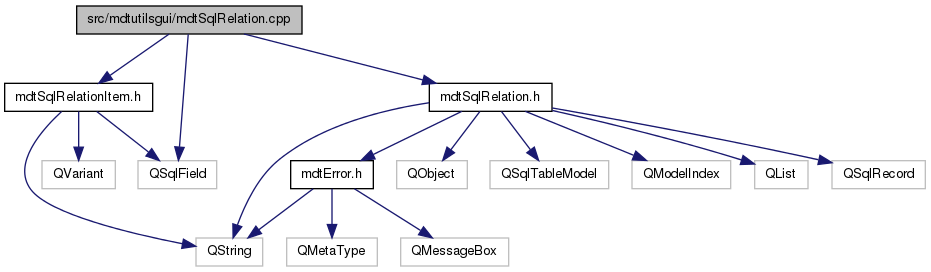 src/mdtutilsgui/mdtSqlRelation.cpp
mdtSqlRelationItem.h
mdtSqlRelation.h
QVariant
QSqlField
mdtError.h
QObject
QSqlTableModel
QModelIndex
QList
QSqlRecord
QString
QMetaType
QMessageBox